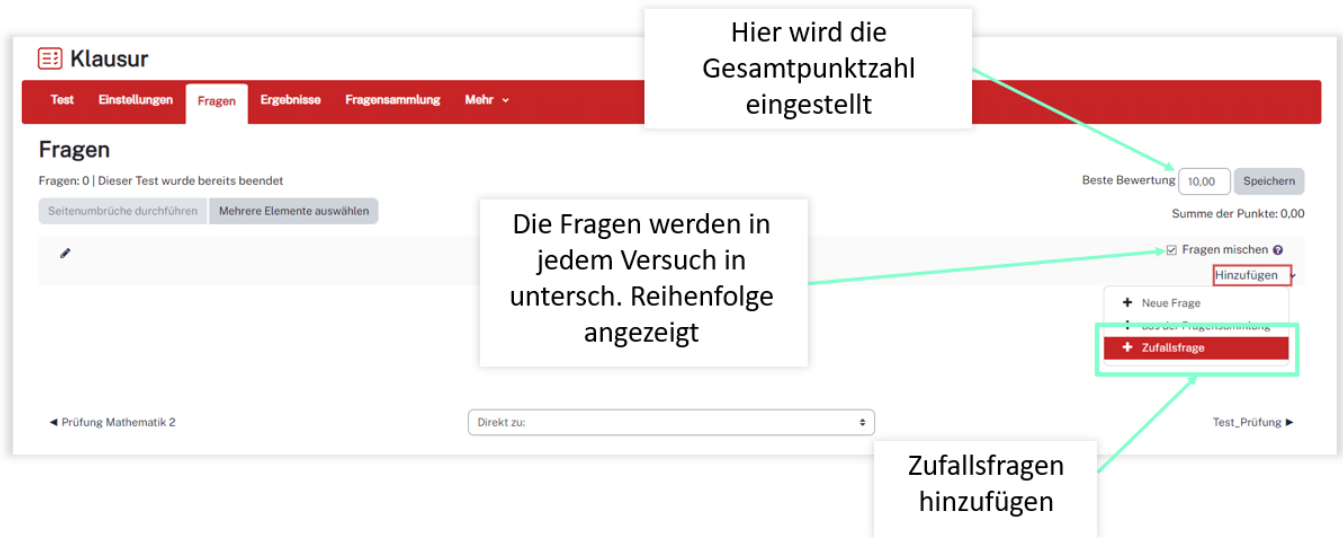 Hier wird die
Gesamtpunktzahl
eingestellt
Klausur
Test Einstellungen Fragen Ergebnisse Fragensammlung Mehr
Fragen
Fragen: 0 | Dieser Test wurde bereits beendet
Beste Bewertung 10,00 Speichern
Seitenumbrüche durchführen Mehrere Elemente auswählen
Summe der Punkte: 0,00
Die Fragen werden in
jedem Versuch in
untersch. Reihenfolge
angezeigt
Fragen mischen
Hinzufügen
+ Neue Frage
aus der Fragensammlung
+ Zufallsfrage
◄ Prüfung Mathematik 2
Direkt zu:
Test_Prüfung ►
Zufallsfragen
hinzufügen